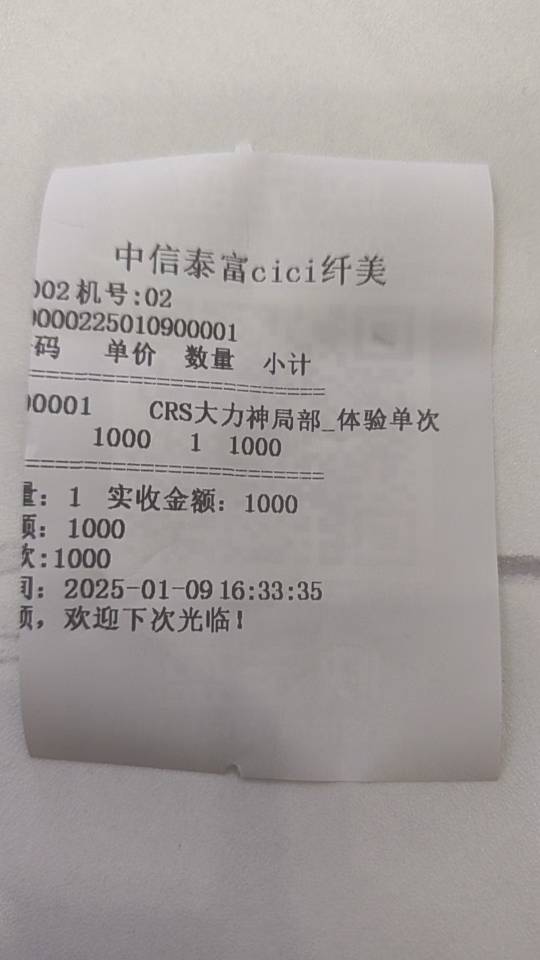 中信泰富cici纤美
002机号:02
00000225010900001
码 单价 数量 小计
==========================
00001 CRS大力神局部_体验单次
1000 1 1000
==========================
量: 1 实收金额: 1000
额: 1000
款:1000
间: 2025-01-09 16:33:35
顾, 欢迎下次光临!